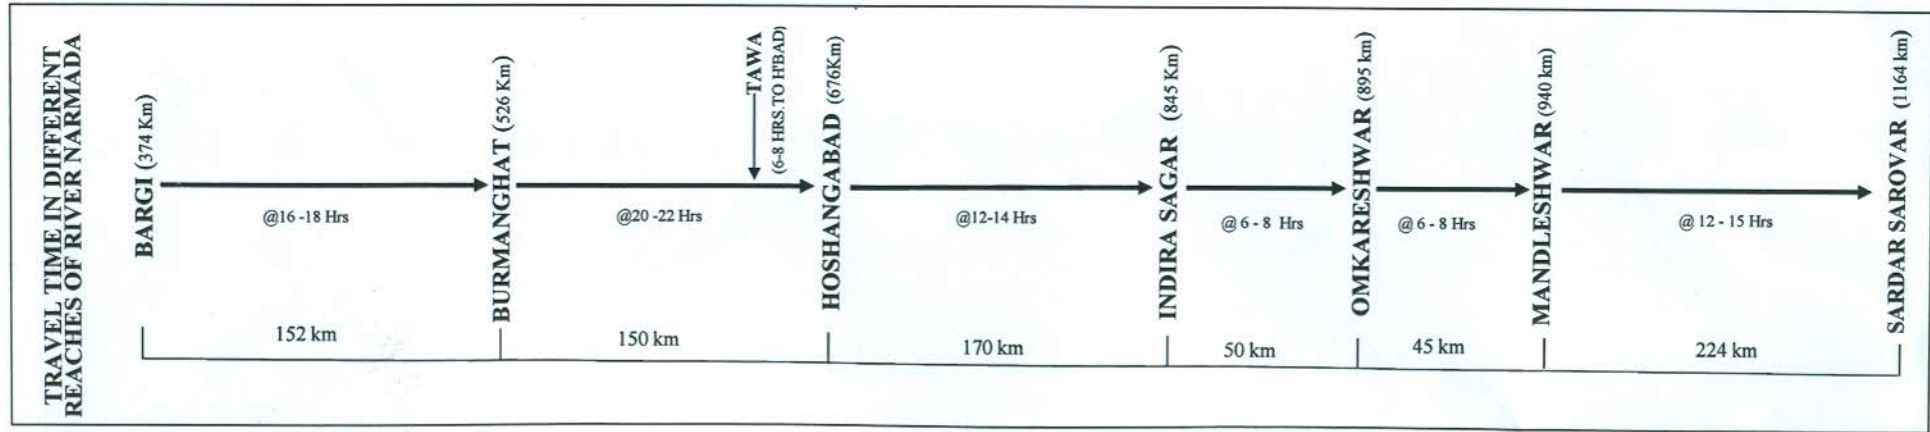 TRAVEL TIME IN DIFFERENT
REACHES OF RIVER NARMADA
BARGI (374 Km)
@16 -18 Hrs
BURMANGHAT (526 Km)
@20 -22 Hrs
TAWA
(6-8 HRS.TO H'BAD)
HOSHANGABAD (676Km)
@12-14 Hrs
INDIRA SAGAR (845 Km)
@ 6 - 8 Hrs
OMKARESHWAR (895 km)
@ 6 - 8 Hrs
MANDLESHWAR (940 km)
@ 12 - 15 Hrs
SARDAR SAROVAR (1164 km)
152 km
150 km
170 km
50 km
45 km
224 km